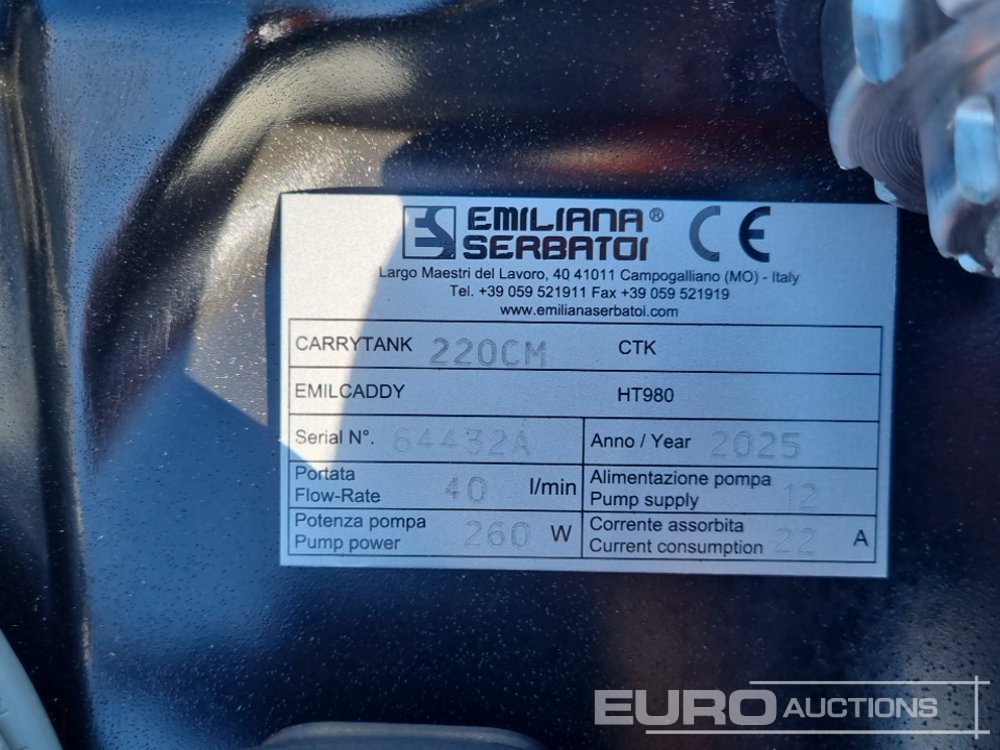 ES EMILIANA® CE
SERBATOI
Largo Maestri del Lavoro, 40 41011 Campogalliano (MO) - Italy
Tel. +39 059 521911 Fax +39 059 521919
www.emilianaserbatoi.com
CARRYTANK 220CM CTK
EMILCADDY HT980
Serial N°. 64432A Anno / Year 2025
Portata
Flow-Rate 40 l/min
Alimentazione pompa
Pump supply 12
Potenza pompa
Pump power 260 W
Corrente assorbita
Current consumption 22 A
EURO AUCTIONS